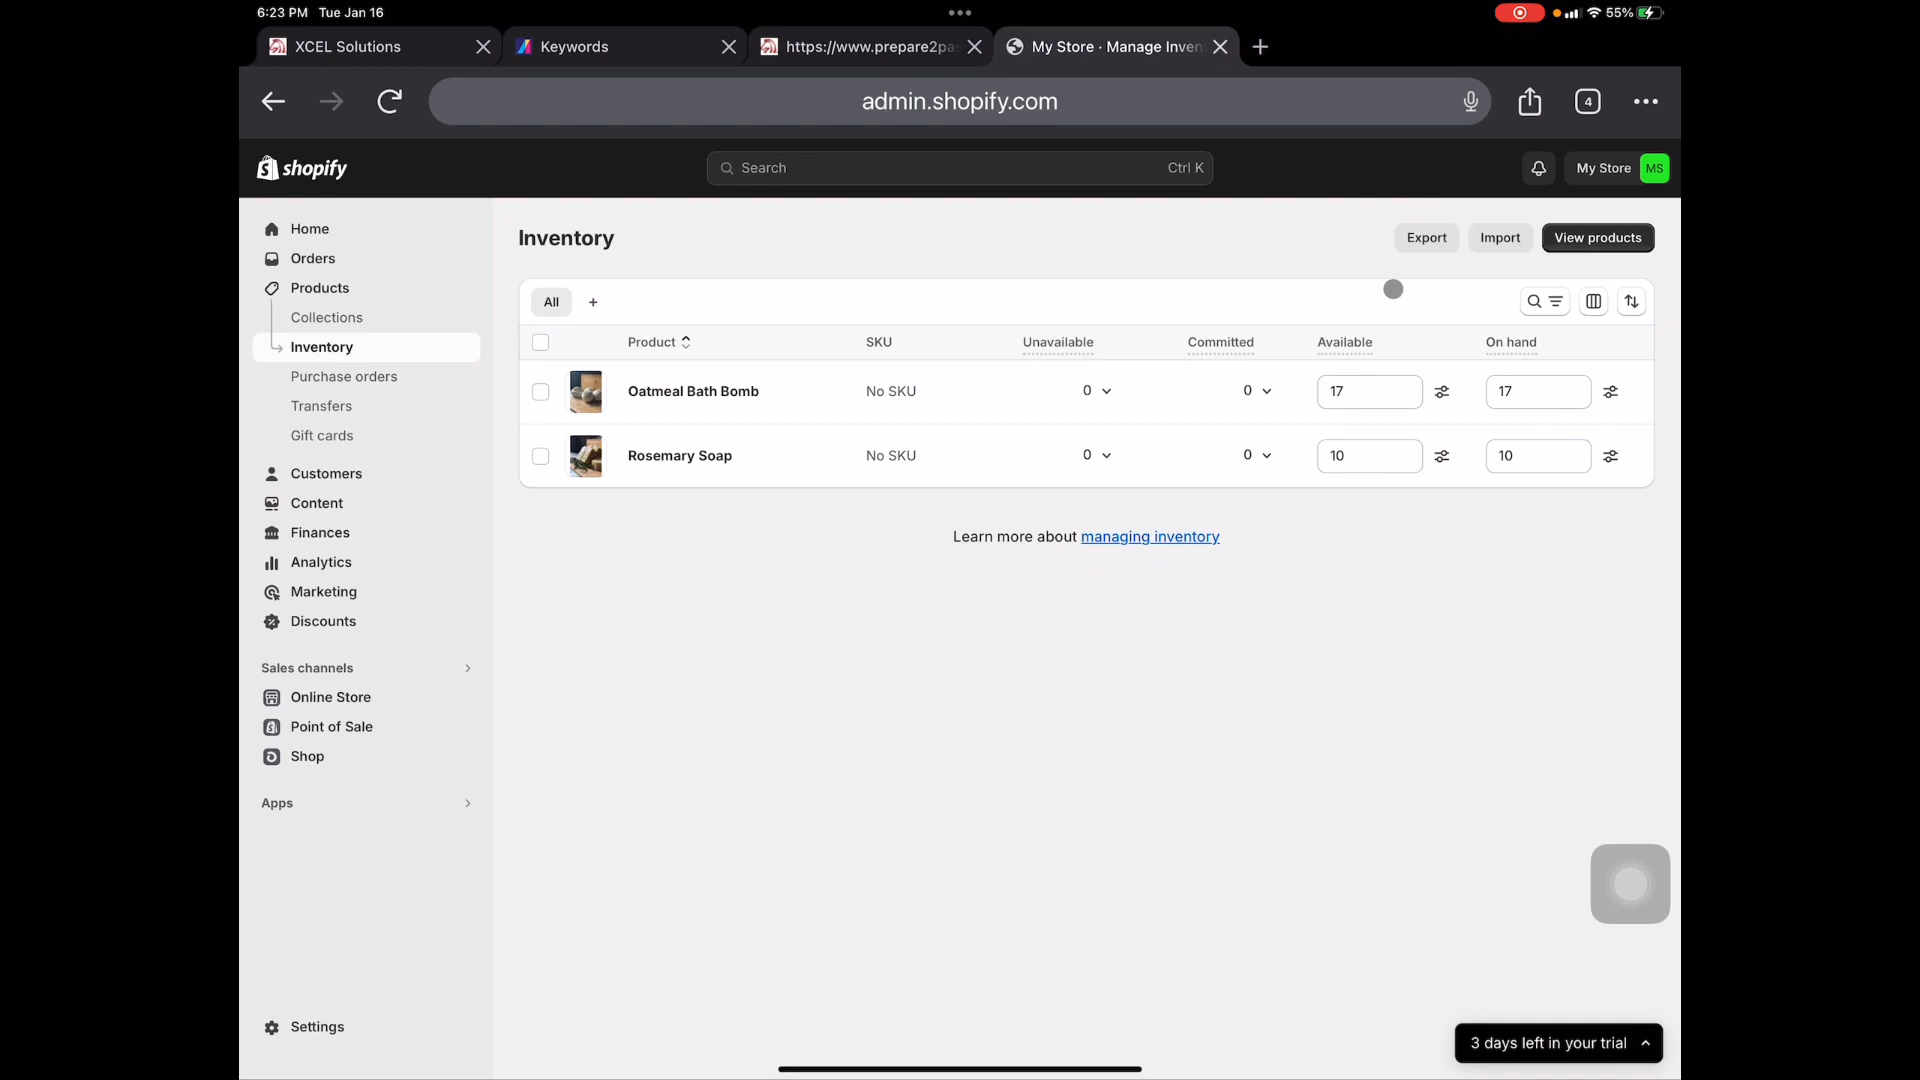 6:23 PM Tue Jan 16
55%
XCEL Solutions
Keywords
https://www.prepare2pas
My Store · Manage Inven
admin.shopify.com
4
shopify
Search
Ctrl K
My Store
MS
Home
Orders
Products
Collections
Inventory
Purchase orders
Transfers
Gift cards
Customers
Content
Finances
Analytics
Marketing
Discounts
Sales channels
Online Store
Point of Sale
Shop
Apps
Settings
Inventory
Export
Import
View products
All
+
Product
SKU
Unavailable
Committed
Available
On hand
Oatmeal Bath Bomb
No SKU
0
0
17
17
Rosemary Soap
No SKU
0
0
10
10
Learn more about managing inventory
3 days left in your trial